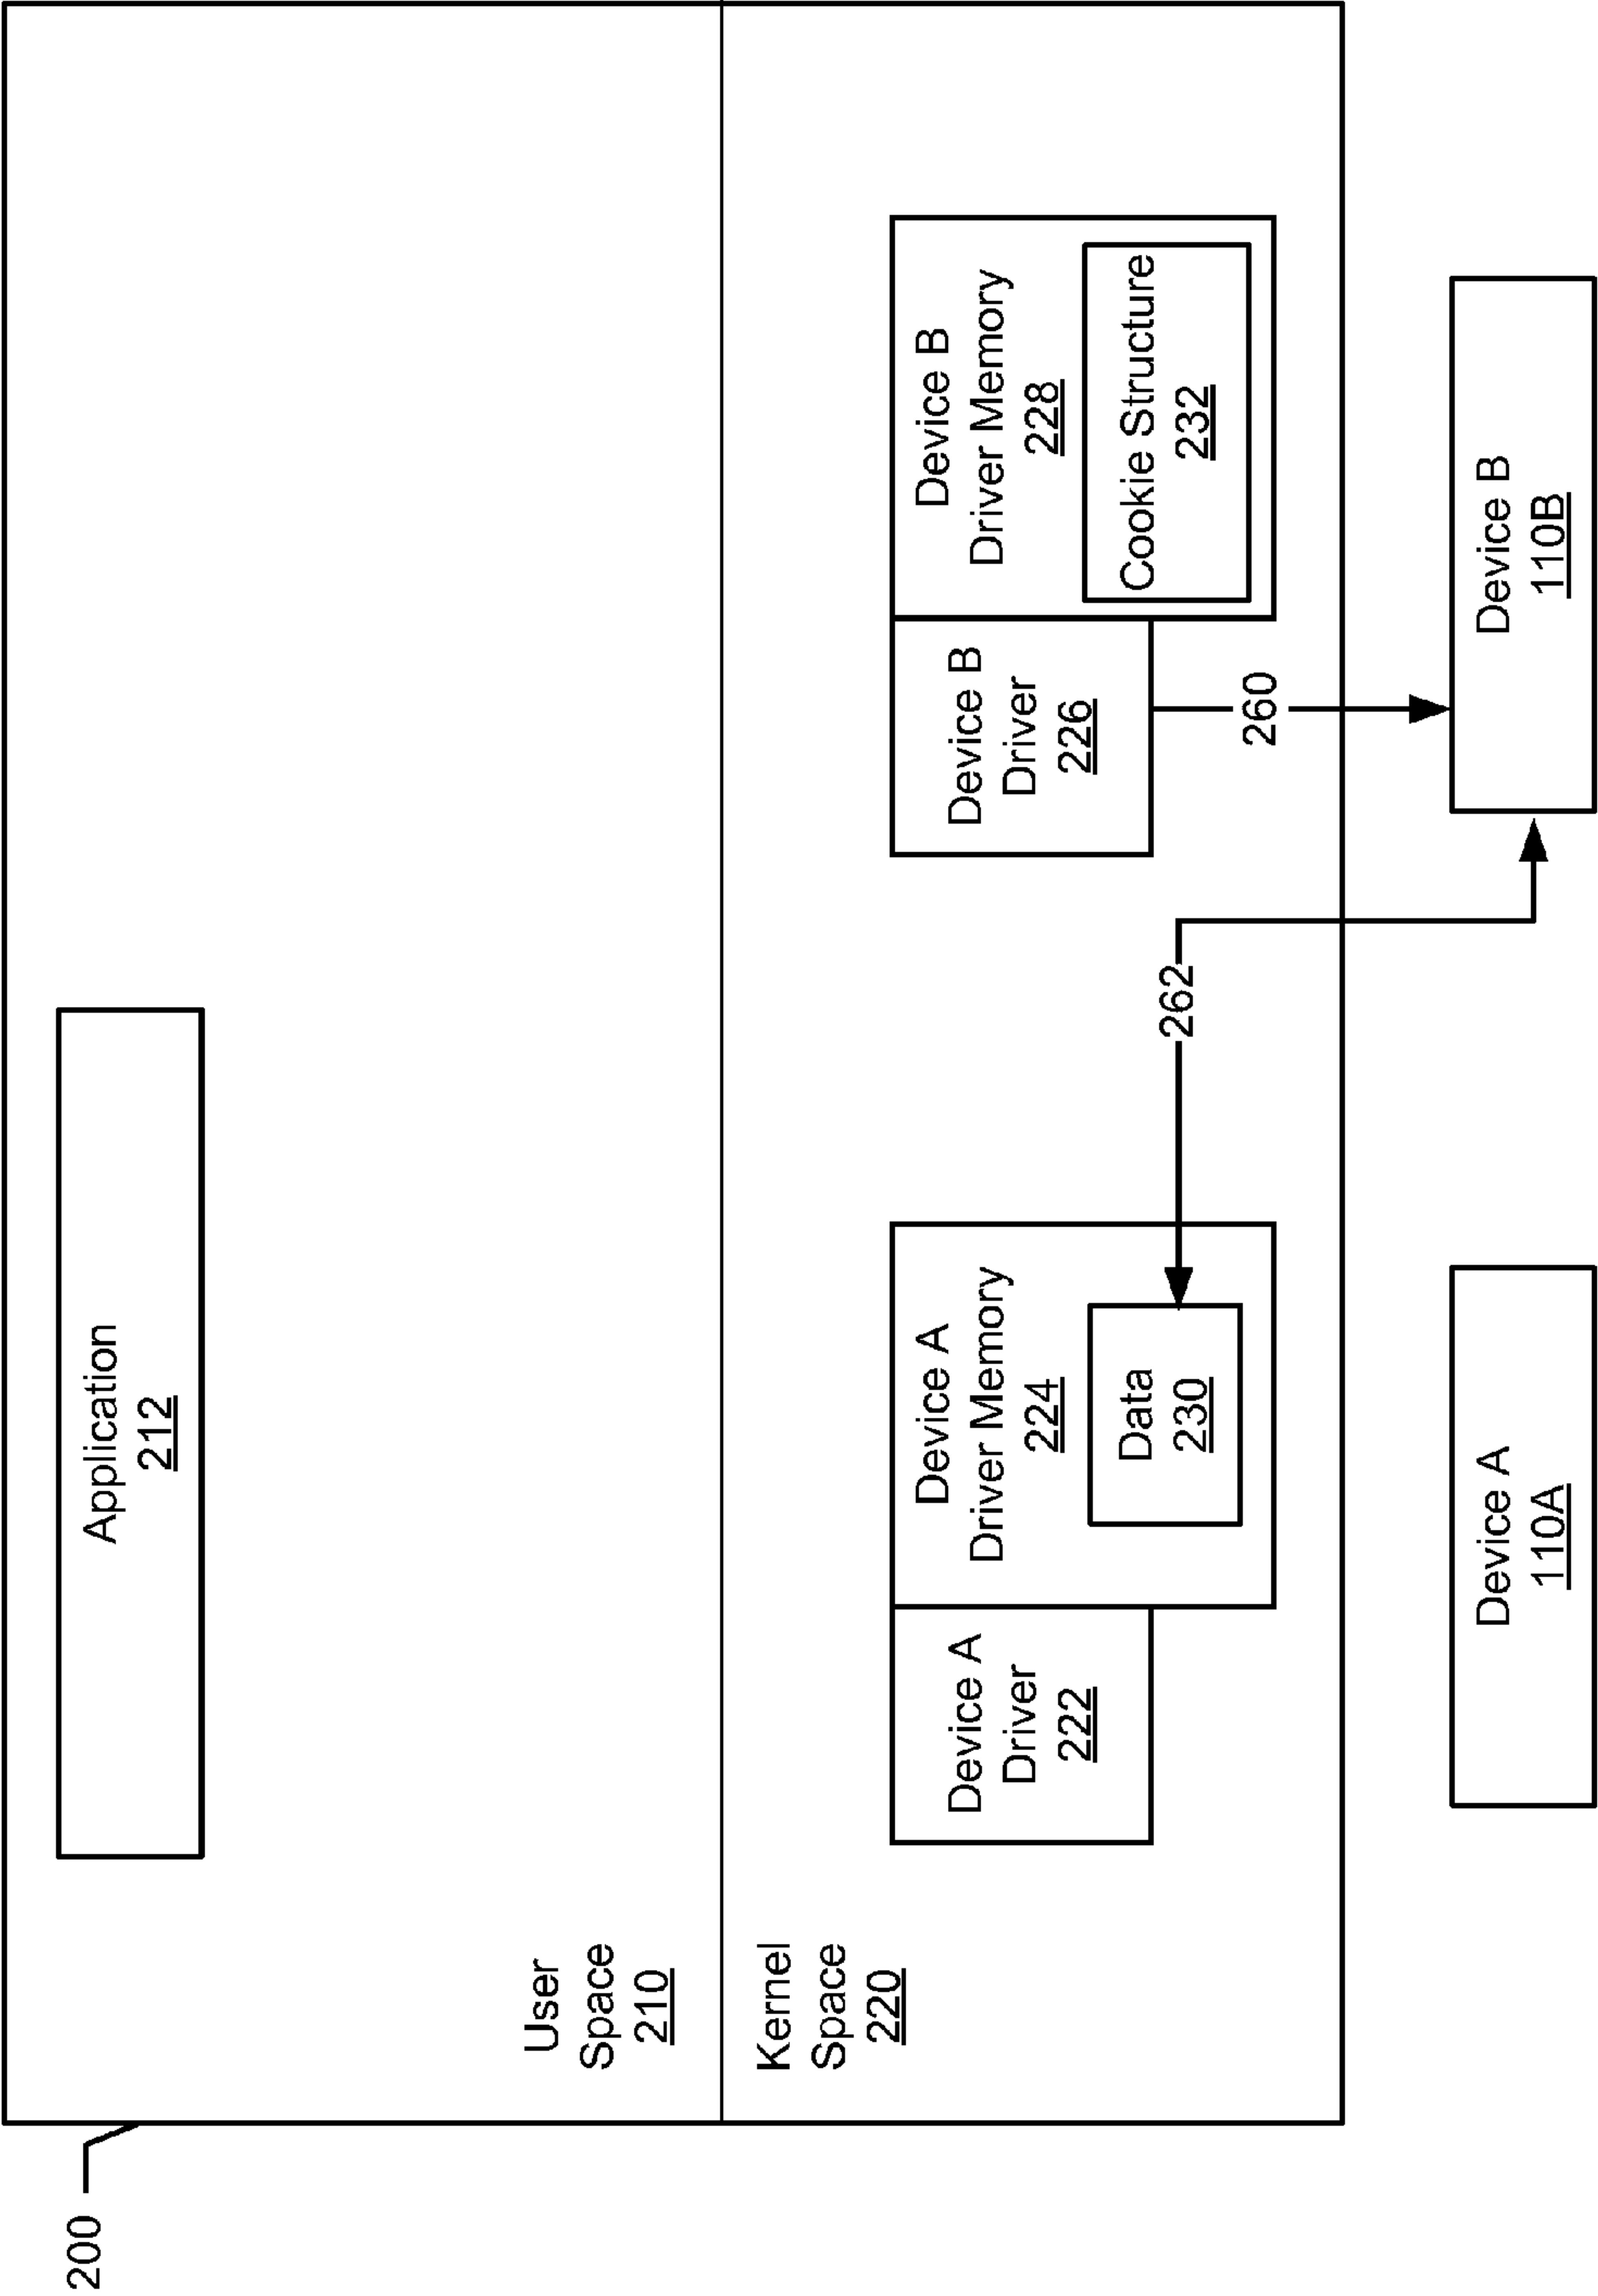 200
Application
212
User
Space
210
Kernel
Space
220
Device A
Driver
222
Device A
Driver Memory
224
Data
230
262
Device B
Driver
226
Device B
Driver Memory
228
Cookie Structure
232
260
Device A
110A
Device B
110B